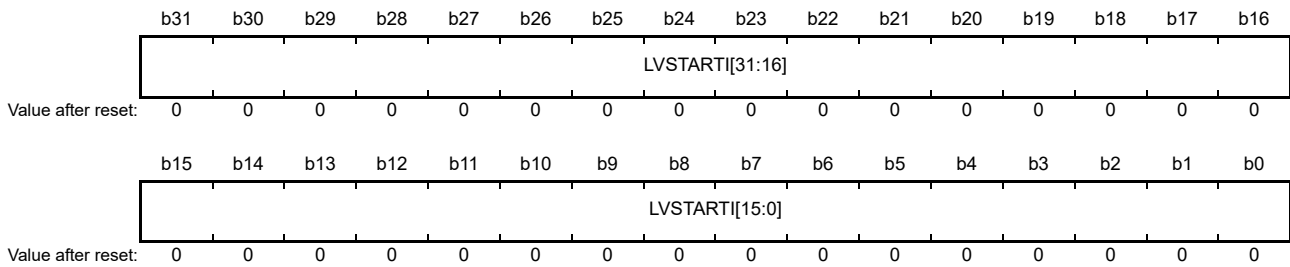 b31 b30 b29 b28 b27 b26 b25 b24 b23 b22 b21 b20 b19 b18 b17 b16
LVSTARTI[31:16]
Value after reset: 0 0 0 0 0 0 0 0 0 0 0 0 0 0 0 0
b15 b14 b13 b12 b11 b10 b9 b8 b7 b6 b5 b4 b3 b2 b1 b0
LVSTARTI[15:0]
Value after reset: 0 0 0 0 0 0 0 0 0 0 0 0 0 0 0 0